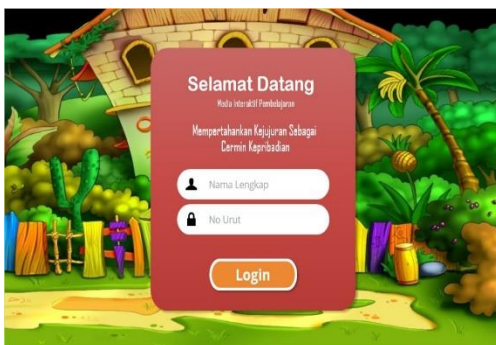 Selamat Datang
Media Interaktif Pembelajaran
Mempertahankan Kejujuran Sebagai
Cermin Kepribadian
Nama Lengkap
No Urut
Login